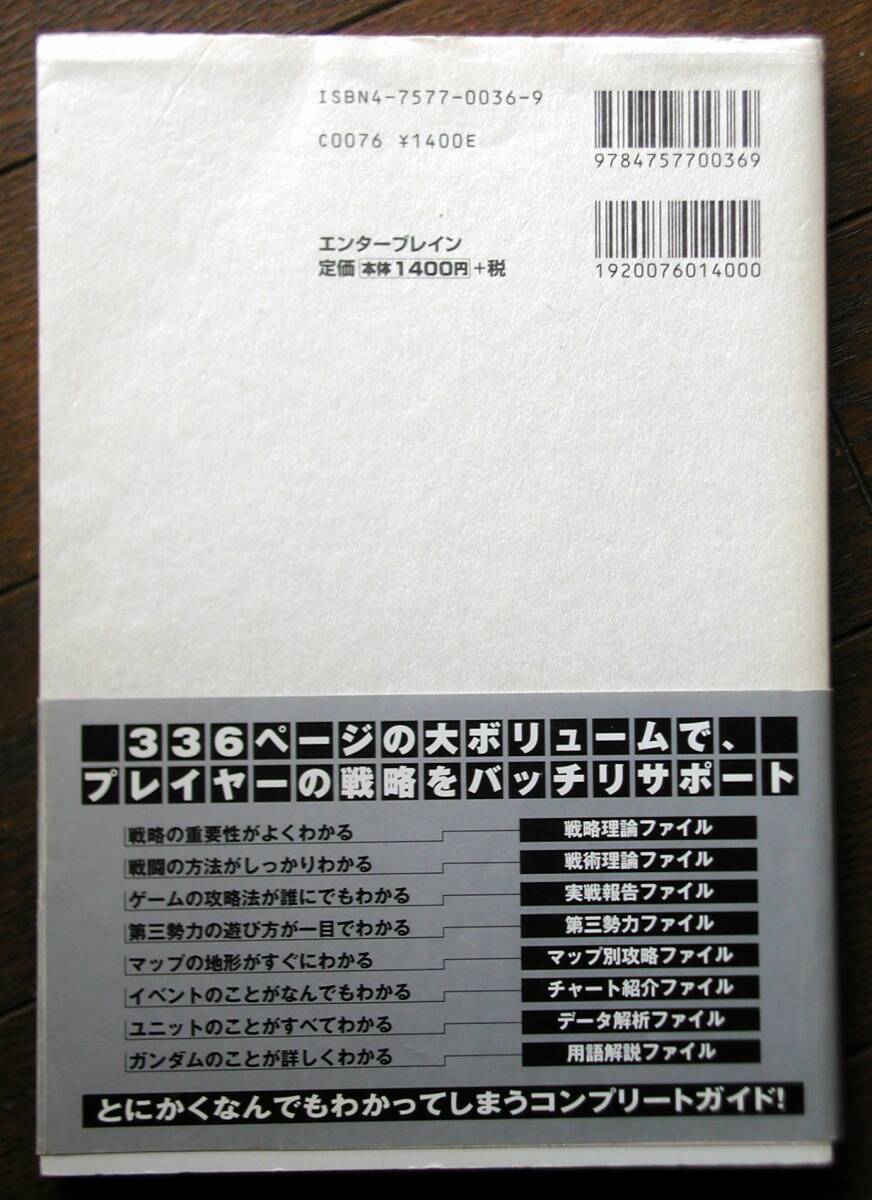 ISBN4-7577-0036-9
C0076 ¥1400E
9784757700369
1920076014000
エンターブレイン
定価 本体1400円 +税
336ページの大ボリュームで、
プレイヤーの戦略をバッチリサポート
戦略の重要性がよくわかる 戦略理論ファイル
戦闘の方法がしっかりわかる 戦術理論ファイル
ゲームの攻略法が誰にでもわかる 実戦報告ファイル
第三勢力の遊び方が一目でわかる 第三勢力ファイル
マップの地形がすぐにわかる マップ別攻略ファイル
イベントのことがなんでもわかる チャート紹介ファイル
ユニットのことがすべてわかる データ解析ファイル
ガンダムのことが詳しくわかる 用語解説ファイル
とにかくなんでもわかってしまうコンプリートガイド!